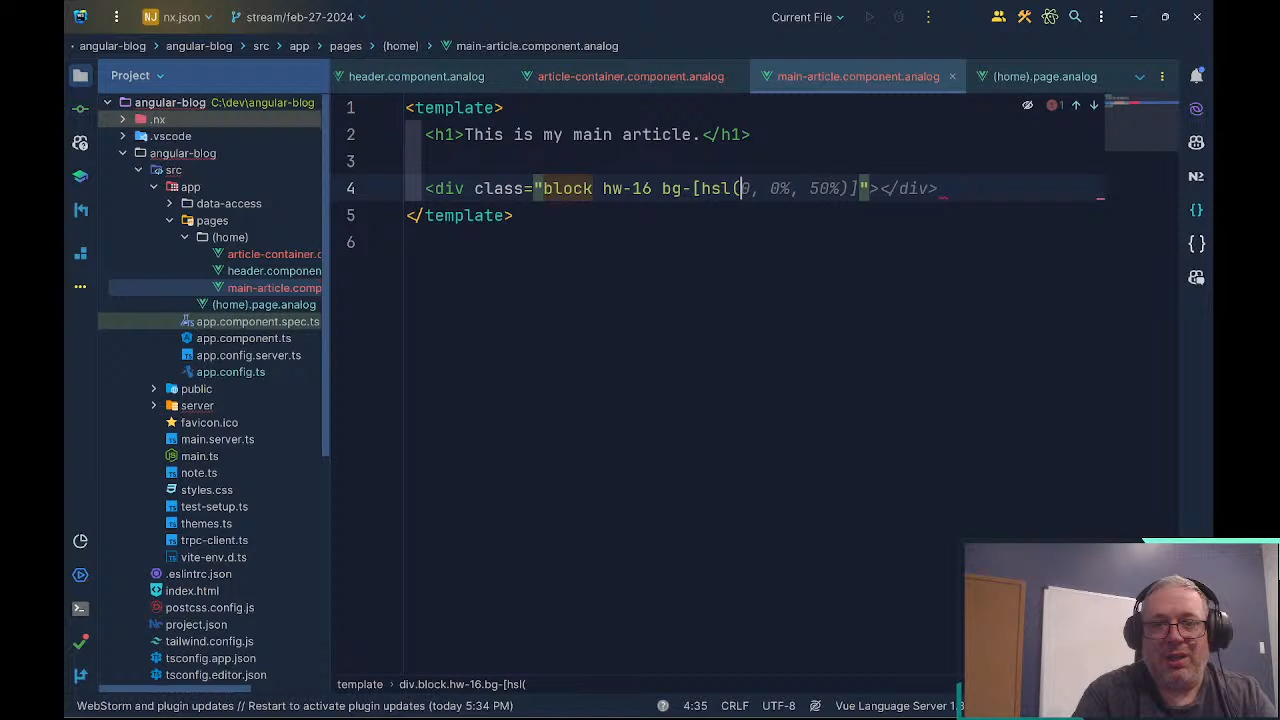 NJ nx.json stream/feb-27-2024 Current File
angular-blog angular-blog src app pages (home) main-article.component.analog
Project
header.component.analog article-container.component.analog main-article.component.analog (home).page.analog
angular-blog C:\dev\angular-blog
.nx
.vscode
angular-blog
src
app
data-access
pages
(home)
article-container.c
header.componen
main-article.comp
(home).page.analog
app.component.spec.ts
app.component.ts
app.config.server.ts
app.config.ts
public
server
favicon.ico
main.server.ts
main.ts
note.ts
styles.css
test-setup.ts
themes.ts
trpc-client.ts
vite-env.d.ts
.eslintrc.json
index.html
postcss.config.js
project.json
tailwind.config.js
tsconfig.app.json
tsconfig.editor.json
1 <template>
2 <h1>This is my main article.</h1>
3
4 <div class="block hw-16 bg-[hsl(0, 0%, 50%)]"></div>
5 </template>
6
1
N2
template div.block.hw-16.bg-[hsl(
WebStorm and plugin updates // Restart to activate plugin updates (today 5:34 PM) 4:35 CRLF UTF-8 Vue Language Server 1.8